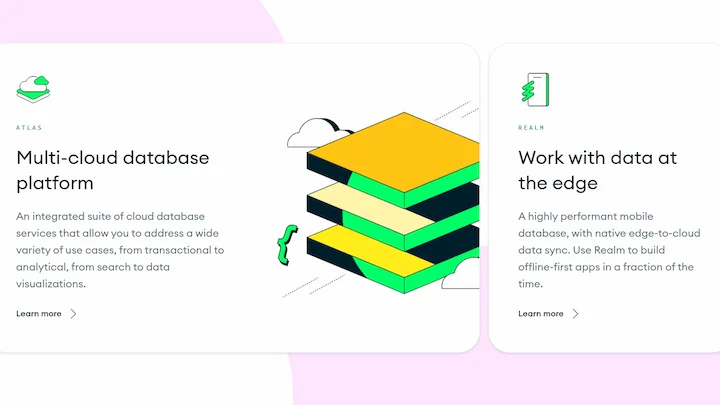 ATLAS
Multi-cloud database
platform
An integrated suite of cloud database
services that allow you to address a wide
variety of use cases, from transactional to
analytical, from search to data
visualizations.
Learn more
REALM
Work with data at
the edge
A highly performant mobile
database, with native edge-to-cloud
data sync. Use Realm to build
offline-first apps in a fraction of the
time.
Learn more